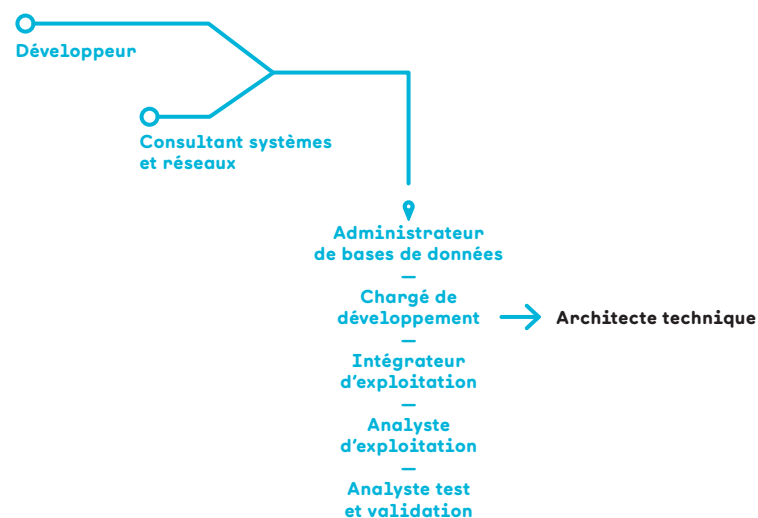 Développeur
Consultant systèmes
et réseaux
Administrateur
de bases de données
—
Chargé de
développement
—
Intégrateur
d’exploitation
—
Analyste
d’exploitation
—
Analyste test
et validation
Architecte technique